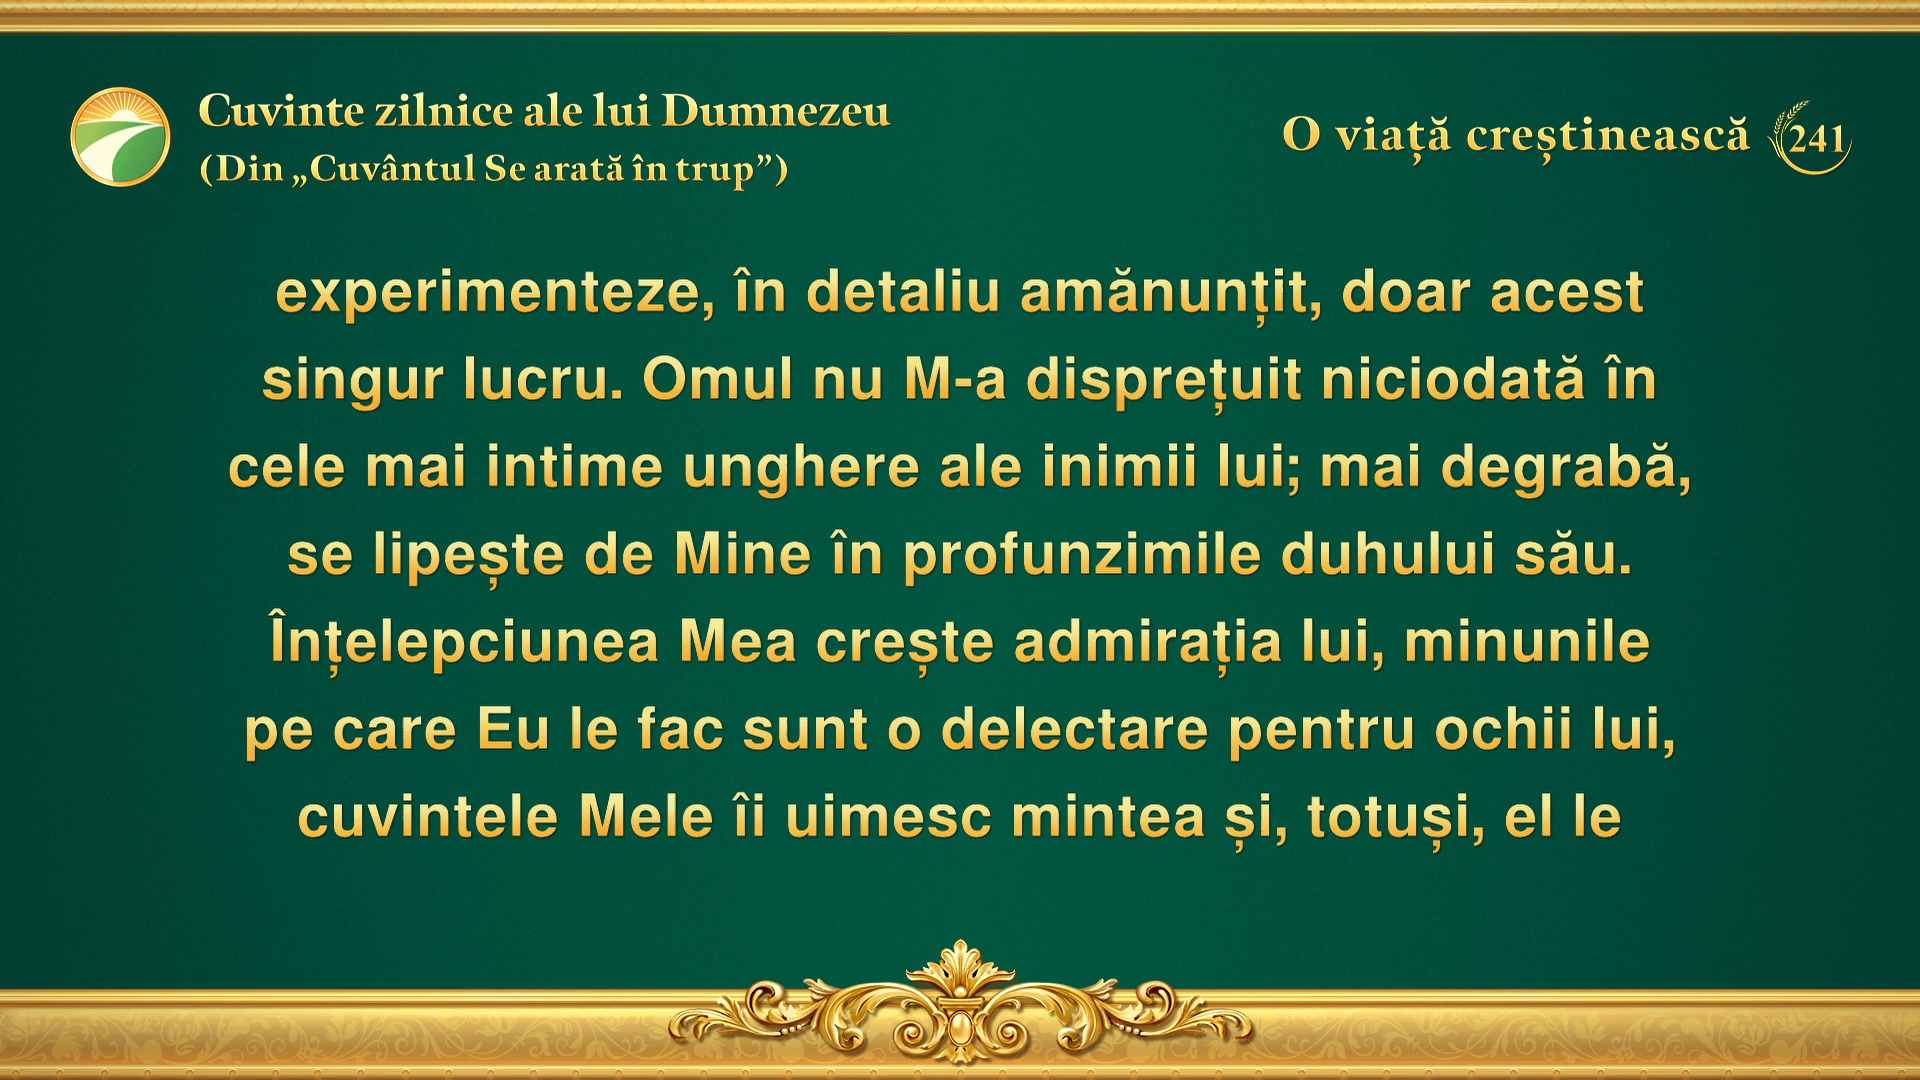 Cuvinte zilnice ale lui Dumnezeu
(Din „Cuvântul Se arată în trup”)
O viață creștinească 241
experimenteze, în detaliu amănunțit, doar acest
singur lucru. Omul nu M-a disprețuit niciodată în
cele mai intime unghere ale inimii lui; mai degrabă,
se lipește de Mine în profunzimile duhului său.
Înțelepciunea Mea crește admirația lui, minunile
pe care Eu le fac sunt o delectare pentru ochii lui,
cuvintele Mele îi uimesc mintea și, totuși, el le